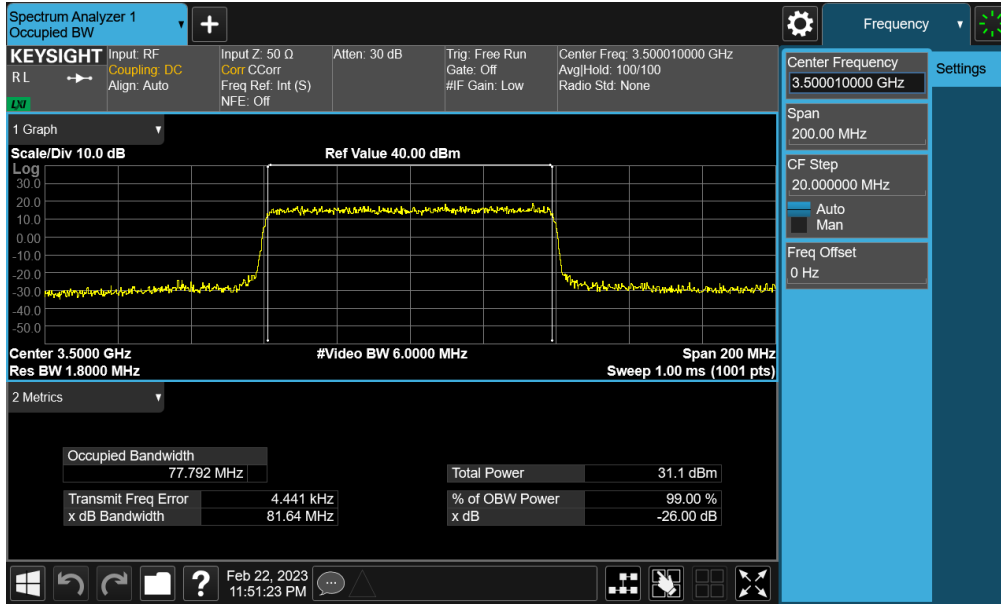 Spectrum Analyzer 1
Occupied BW
Frequency
KEYSIGHT
R L
LXI
Input: RF
Coupling: DC
Align: Auto
Input Z: 50 Ω
Corr CCorr
Freq Ref: Int (S)
NFE: Off
Atten: 30 dB
Trig: Free Run
Gate: Off
#IF Gain: Low
Center Freq: 3.500010000 GHz
Avg|Hold: 100/100
Radio Std: None
Center Frequency
3.500010000 GHz
Settings
Span
200.00 MHz
CF Step
20.000000 MHz
Auto
Man
Freq Offset
0 Hz
1 Graph
Scale/Div 10.0 dB
Ref Value 40.00 dBm
Log
30.0
20.0
10.0
0.00
-10.0
-20.0
-30.0
-40.0
-50.0
Center 3.5000 GHz
#Video BW 6.0000 MHz
Span 200 MHz
Res BW 1.8000 MHz
Sweep 1.00 ms (1001 pts)
2 Metrics
Occupied Bandwidth
77.792 MHz
Total Power 31.1 dBm
Transmit Freq Error 4.441 kHz
% of OBW Power 99.00 %
x dB Bandwidth 81.64 MHz
x dB -26.00 dB
?
Feb 22, 2023
11:51:23 PM